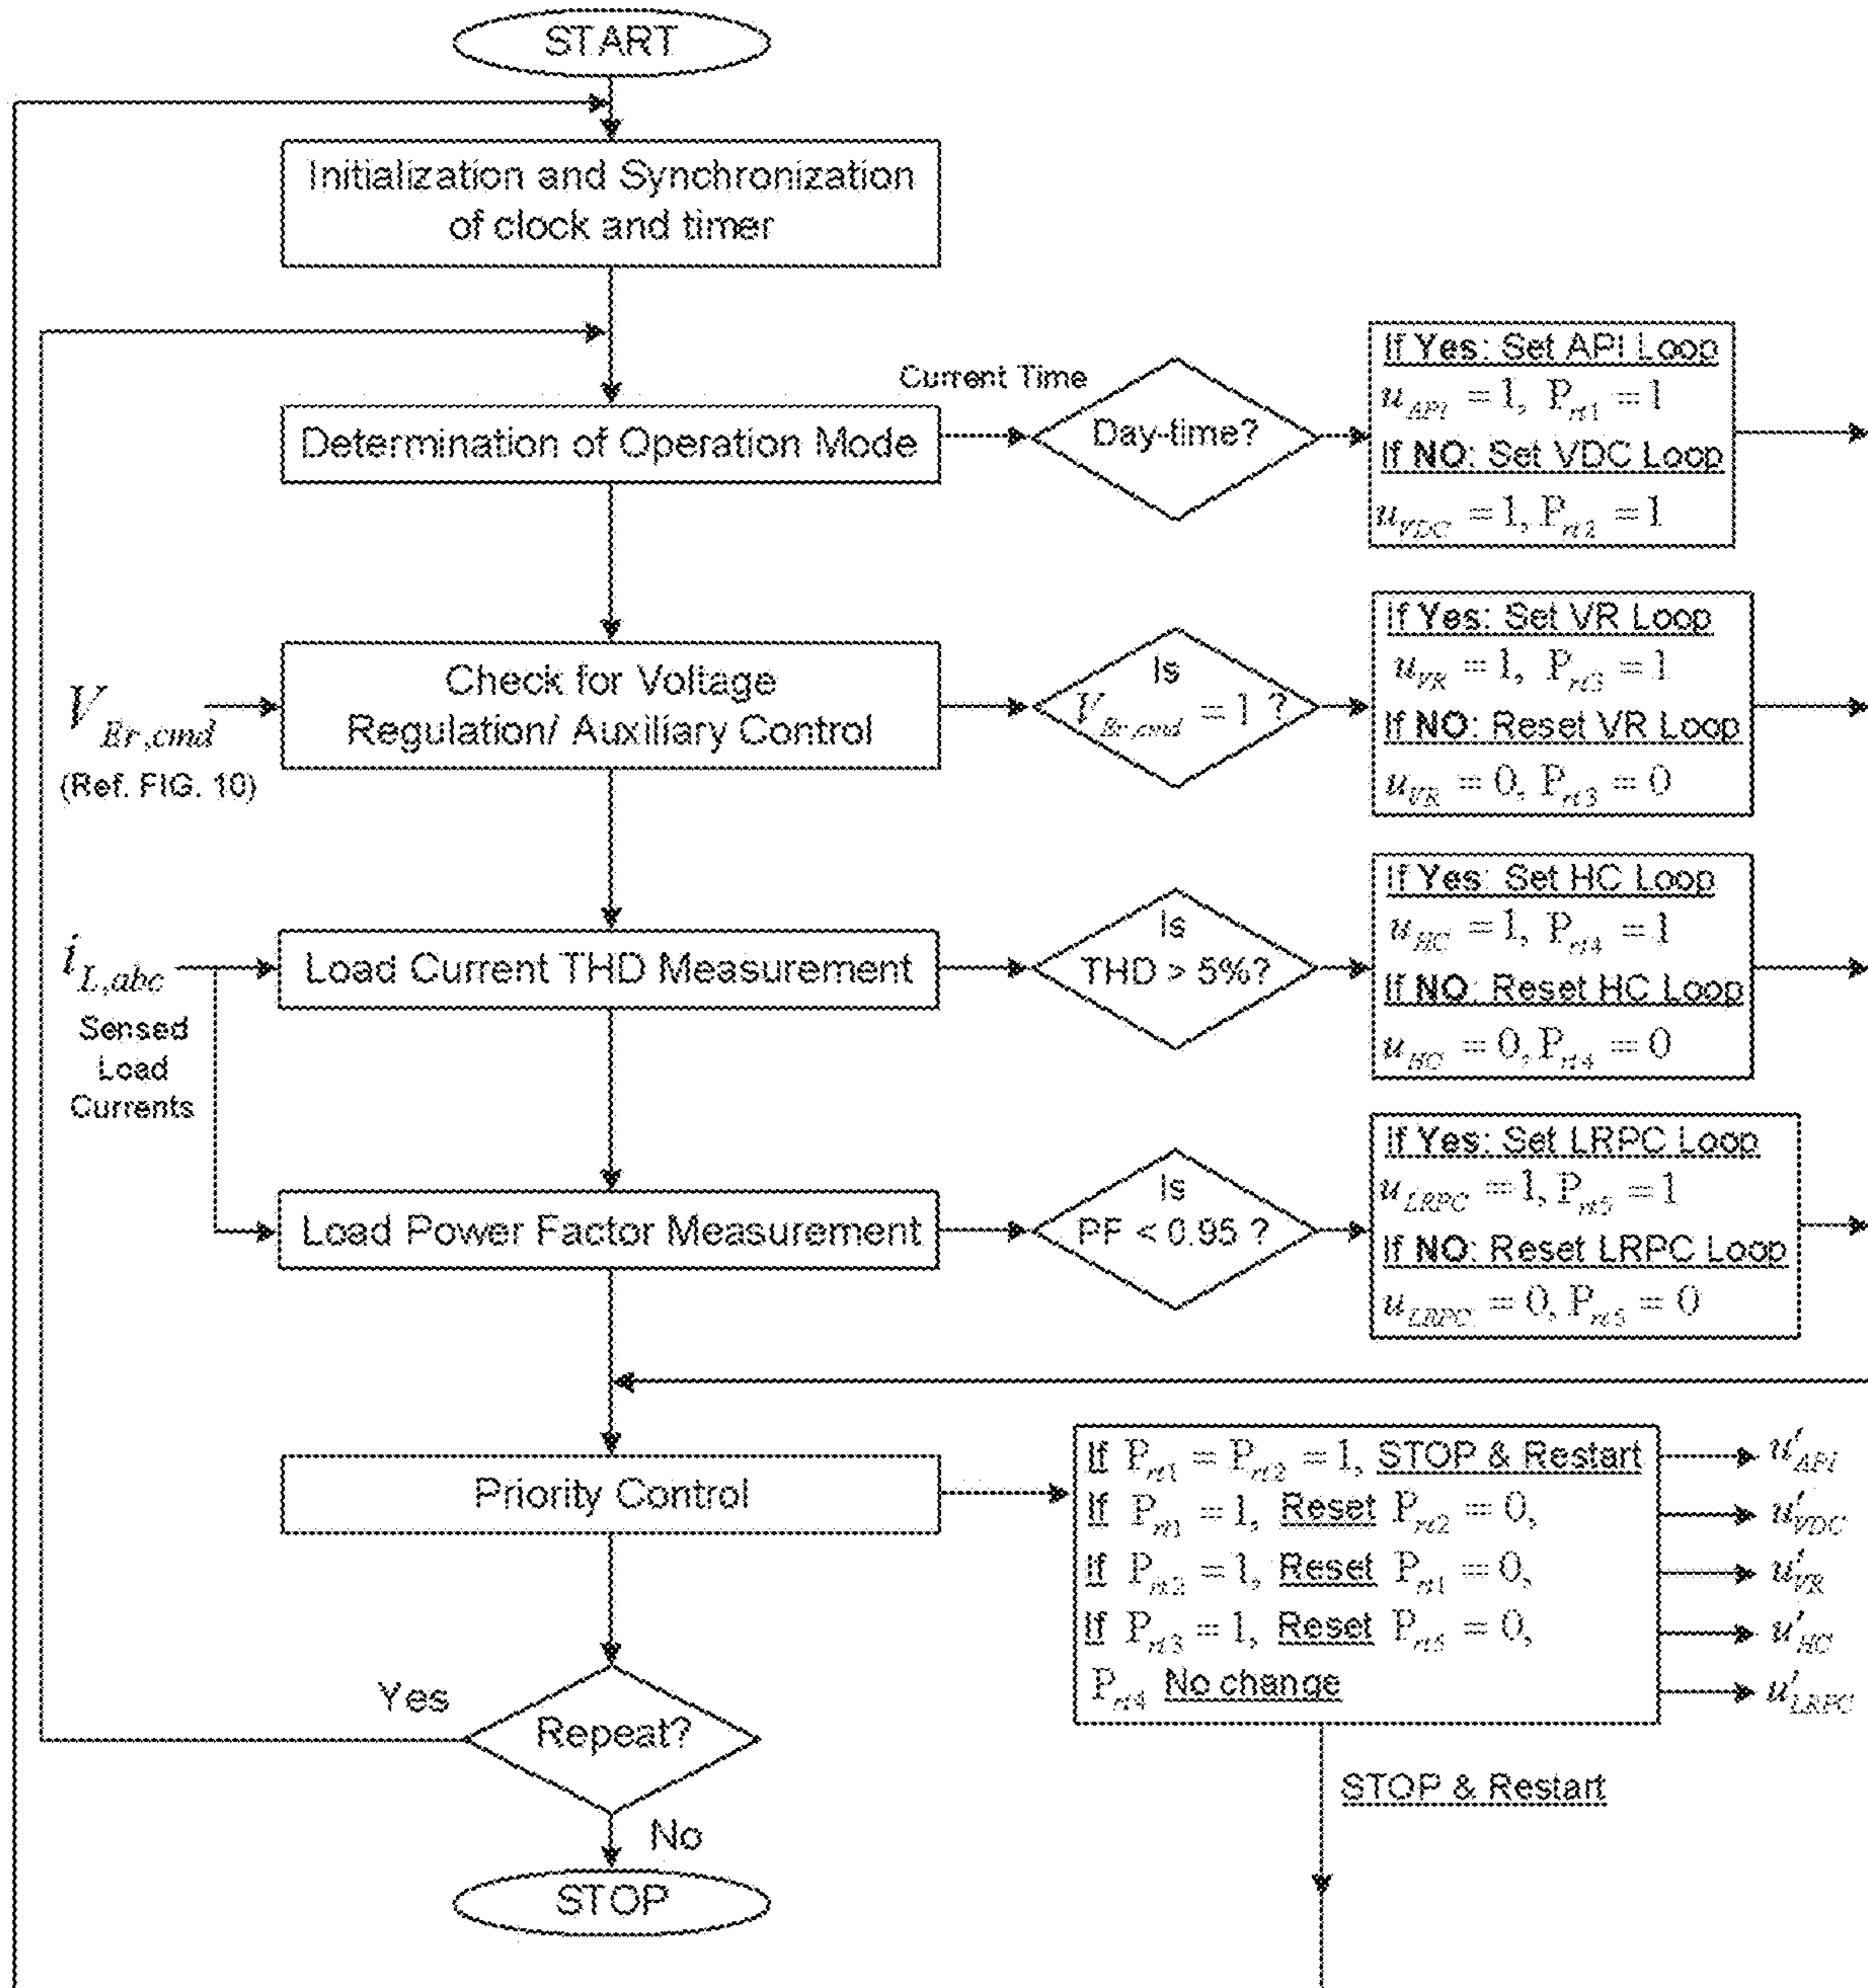 START
Initialization and Synchronization
of clock and timer
Determination of Operation Mode
Current Time
Day-time?
If Yes: Set API Loop
u_API = 1, P_rt1 = 1
If NO: Set VDC Loop
u_VDC = 1, P_rt2 = 1
V_Er,cmd
(Ref. FIG. 10)
Check for Voltage
Regulation/ Auxiliary Control
Is
V_Er,cmd = 1 ?
If Yes: Set VR Loop
u_VR = 1, P_rt3 = 1
If NO: Reset VR Loop
u_VR = 0, P_rt3 = 0
i_L,abc
Sensed
Load
Currents
Load Current THD Measurement
Is
THD > 5%?
If Yes: Set HC Loop
u_HC = 1, P_rt4 = 1
If NO: Reset HC Loop
u_HC = 0, P_rt4 = 0
Load Power Factor Measurement
Is
PF < 0.95 ?
If Yes: Set LRPC Loop
u_LRPC = 1, P_rt5 = 1
If NO: Reset LRPC Loop
u_LRPC = 0, P_rt5 = 0
Priority Control
If P_rt1 = P_rt2 = 1, STOP & Restart
If P_rt1 = 1, Reset P_rt2 = 0,
If P_rt2 = 1, Reset P_rt1 = 0,
If P_rt3 = 1, Reset P_rt5 = 0,
P_rt4 No change
u'_API
u'_VDC
u'_VR
u'_HC
u'_LRPC
Yes
Repeat?
No
STOP
STOP & Restart